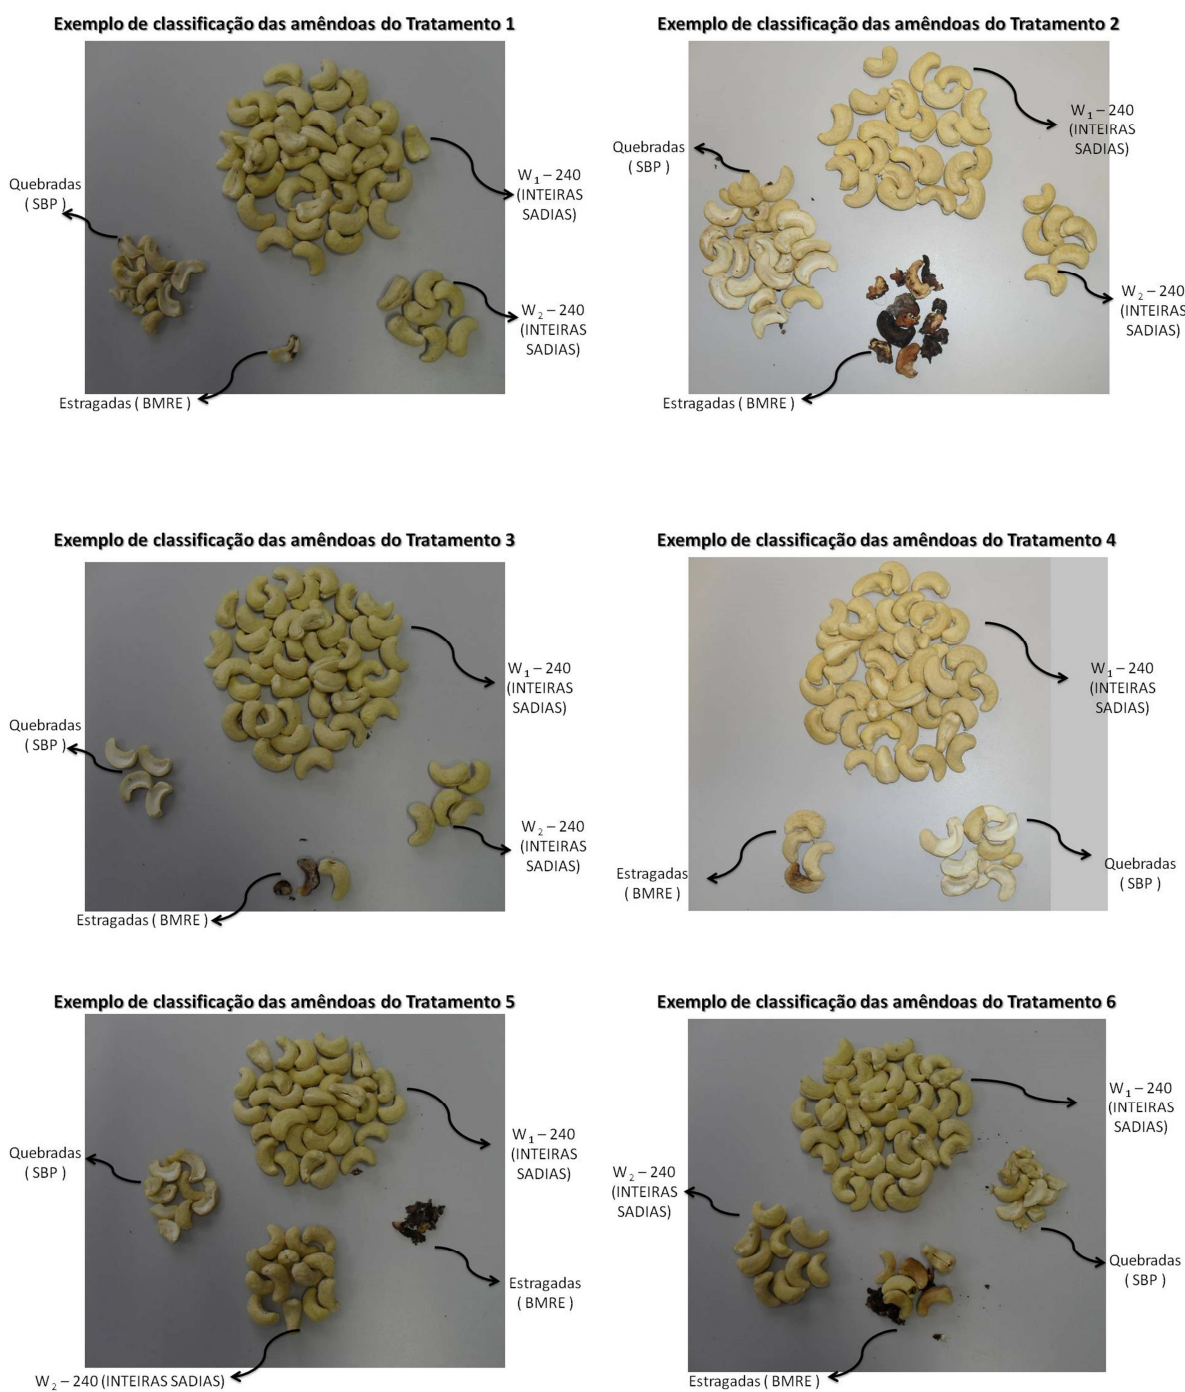 Exemplo de classificação das amêndoas do Tratamento 1
Quebradas
( SBP )
W₁ – 240
(INTEIRAS
SADIAS)
W₂ – 240
(INTEIRAS
SADIAS)
Estragadas ( BMRE )
Exemplo de classificação das amêndoas do Tratamento 2
Quebradas
( SBP )
W₁ – 240
(INTEIRAS
SADIAS)
W₂ – 240
(INTEIRAS
SADIAS)
Estragadas ( BMRE )
Exemplo de classificação das amêndoas do Tratamento 3
W₁ – 240
(INTEIRAS
SADIAS)
Quebradas
( SBP )
W₂ – 240
(INTEIRAS
SADIAS)
Estragadas ( BMRE )
Exemplo de classificação das amêndoas do Tratamento 4
W₁ – 240
(INTEIRAS
SADIAS)
Estragadas
( BMRE )
Quebradas
( SBP )
Exemplo de classificação das amêndoas do Tratamento 5
W₁ – 240
(INTEIRAS
SADIAS)
Quebradas
( SBP )
Estragadas
( BMRE )
W₂ – 240 (INTEIRAS SADIAS)
Exemplo de classificação das amêndoas do Tratamento 6
W₁ – 240
(INTEIRAS
SADIAS)
W₂ – 240
(INTEIRAS
SADIAS)
Quebradas
( SBP )
Estragadas ( BMRE )